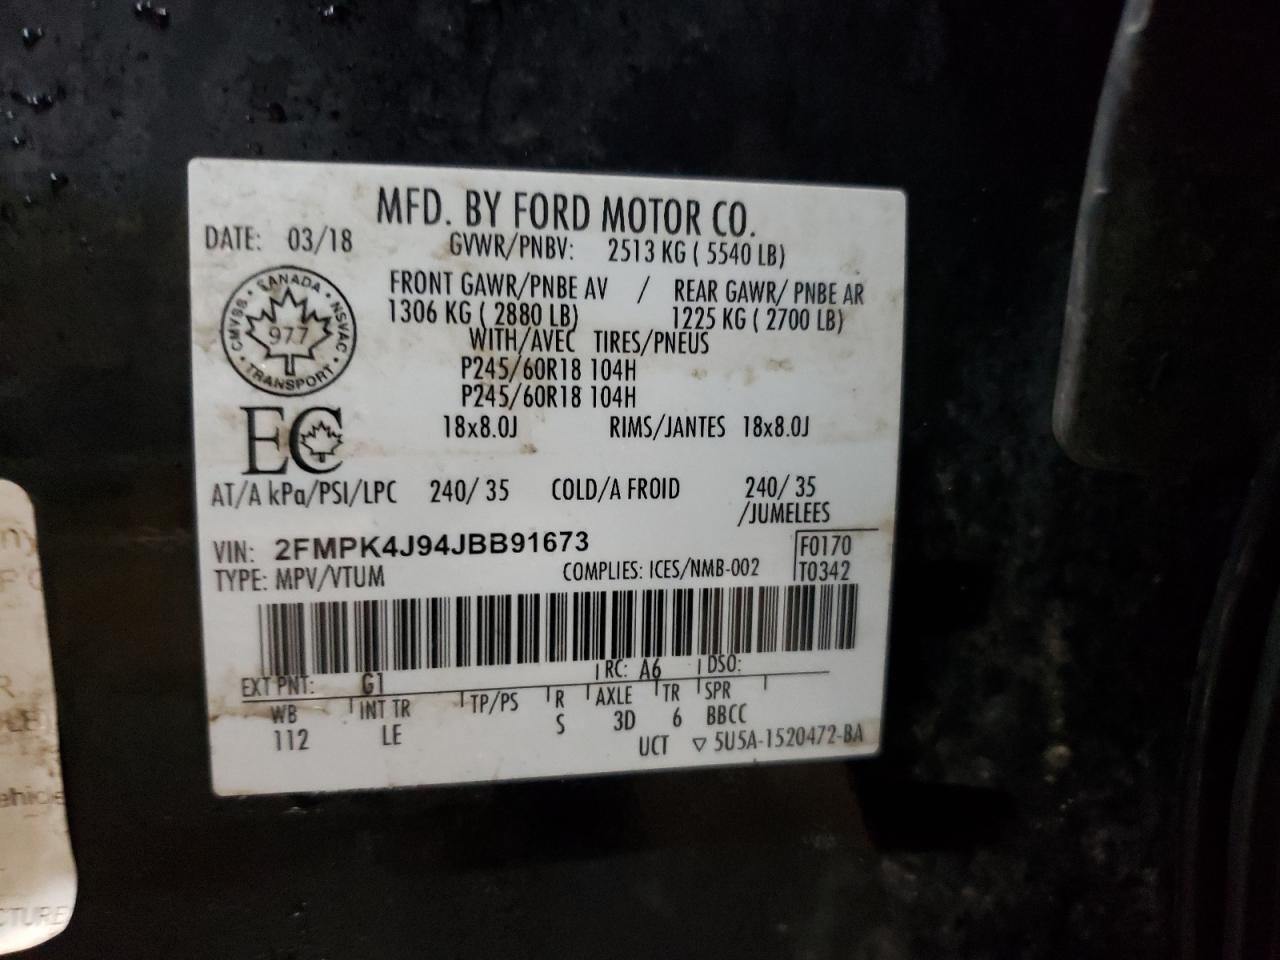 MFD. BY FORD MOTOR CO.
DATE: 03/18 GVWR/PNBV: 2513 KG ( 5540 LB)
FRONT GAWR/PNBE AV / REAR GAWR/ PNBE AR
1306 KG ( 2880 LB) 1225 KG ( 2700 LB)
WITH/AVEC TIRES/PNEUS
P245/60R18 104H
P245/60R18 104H
18x8.0J RIMS/JANTES 18x8.0J
CANADA
CMVSS · NSVAC
977
TRANSPORT
EC
AT/A kPa/PSI/LPC 240/ 35 COLD/A FROID 240/ 35
/JUMELEES
VIN: 2FMPK4J94JBB91673 F0170
TYPE: MPV/VTUM COMPLIES: ICES/NMB-002 T0342
RC: A6 DSO:
EXT PNT: G1
WB INT TR TP/PS R AXLE TR SPR
112 LE S 3D 6 BBCC
UCT ▽ 5U5A-1520472-BA
CTURE